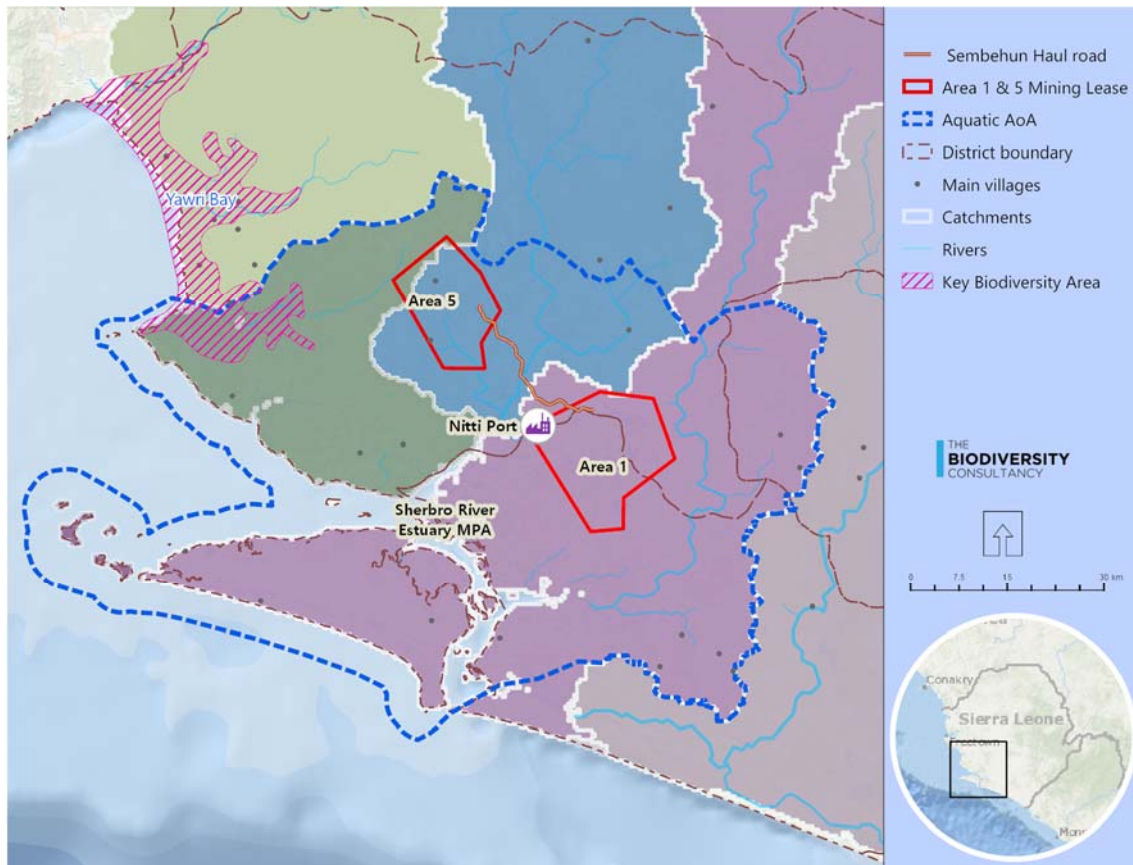 Sembehun Haul road
Area 1 & 5 Mining Lease
Aquatic AoA
District boundary
Main villages
Catchments
Rivers
Key Biodiversity Area
Yawri Bay
Area 5
Nitti Port
Area 1
Sherbro River
Estuary MPA
THE
BIODIVERSITY
CONSULTANCY
0 7.5 15 30 km
Conakry
Sierra Leone